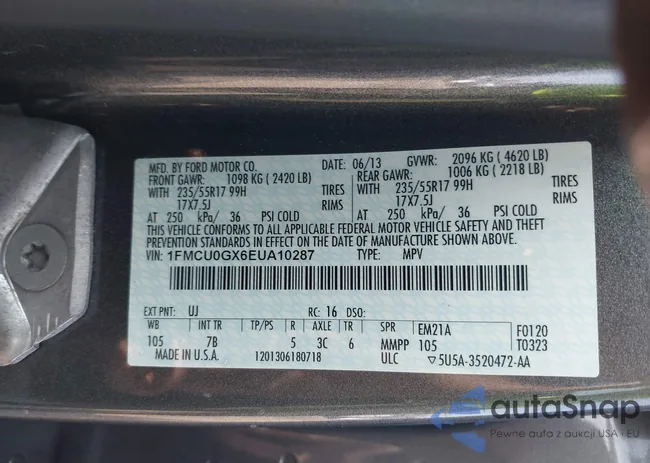 MFD. BY FORD MOTOR CO. DATE: 06/13 GVWR: 2096 KG ( 4620 LB)
FRONT GAWR: 1098 KG ( 2420 LB) REAR GAWR: 1006 KG ( 2218 LB)
WITH 235/55R17 99H TIRES WITH 235/55R17 99H TIRES
17X7.5J RIMS 17X7.5J RIMS
AT 250 kPa/ 36 PSI COLD AT 250 kPa/ 36 PSI COLD
THIS VEHICLE CONFORMS TO ALL APPLICABLE FEDERAL MOTOR VEHICLE SAFETY AND THEFT
PREVENTION STANDARDS IN EFFECT ON THE DATE OF MANUFACTURE SHOWN ABOVE.
VIN: 1FMCU0GX6EUA10287 TYPE: MPV
EXT PNT: UJ RC: 16 DSO:
WB INT TR TP/PS R AXLE TR SPR EM21A F0120
105 7B 5 3C 6 MMPP 105 T0323
MADE IN U.S.A. 1201306180718 ULC ▽5U5A-3520472-AA
autaSnap
Pewne auta z aukcji USA i EU